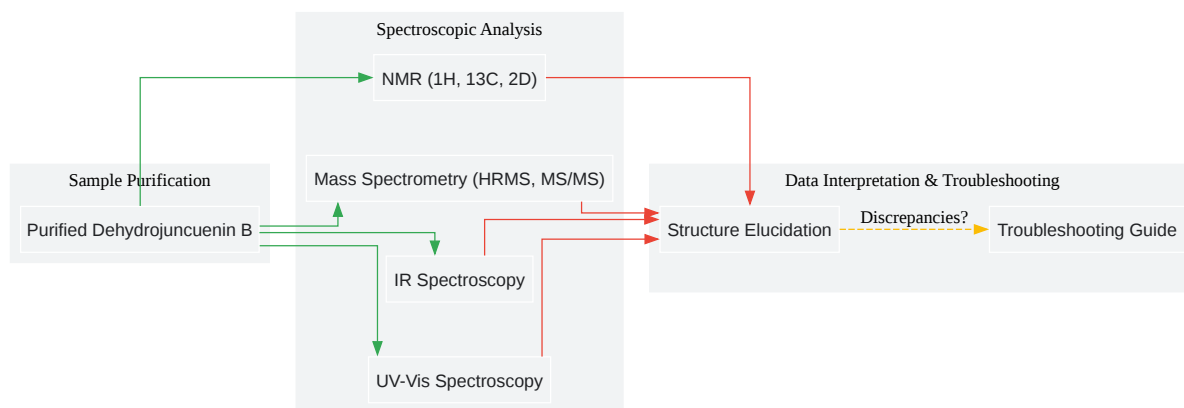 Spectroscopic Analysis
NMR (1H, 13C, 2D)
Mass Spectrometry (HRMS, MS/MS)
IR Spectroscopy
UV-Vis Spectroscopy
Sample Purification
Purified Dehydrojuncuenin B
Data Interpretation & Troubleshooting
Structure Elucidation
Discrepancies?
Troubleshooting Guide